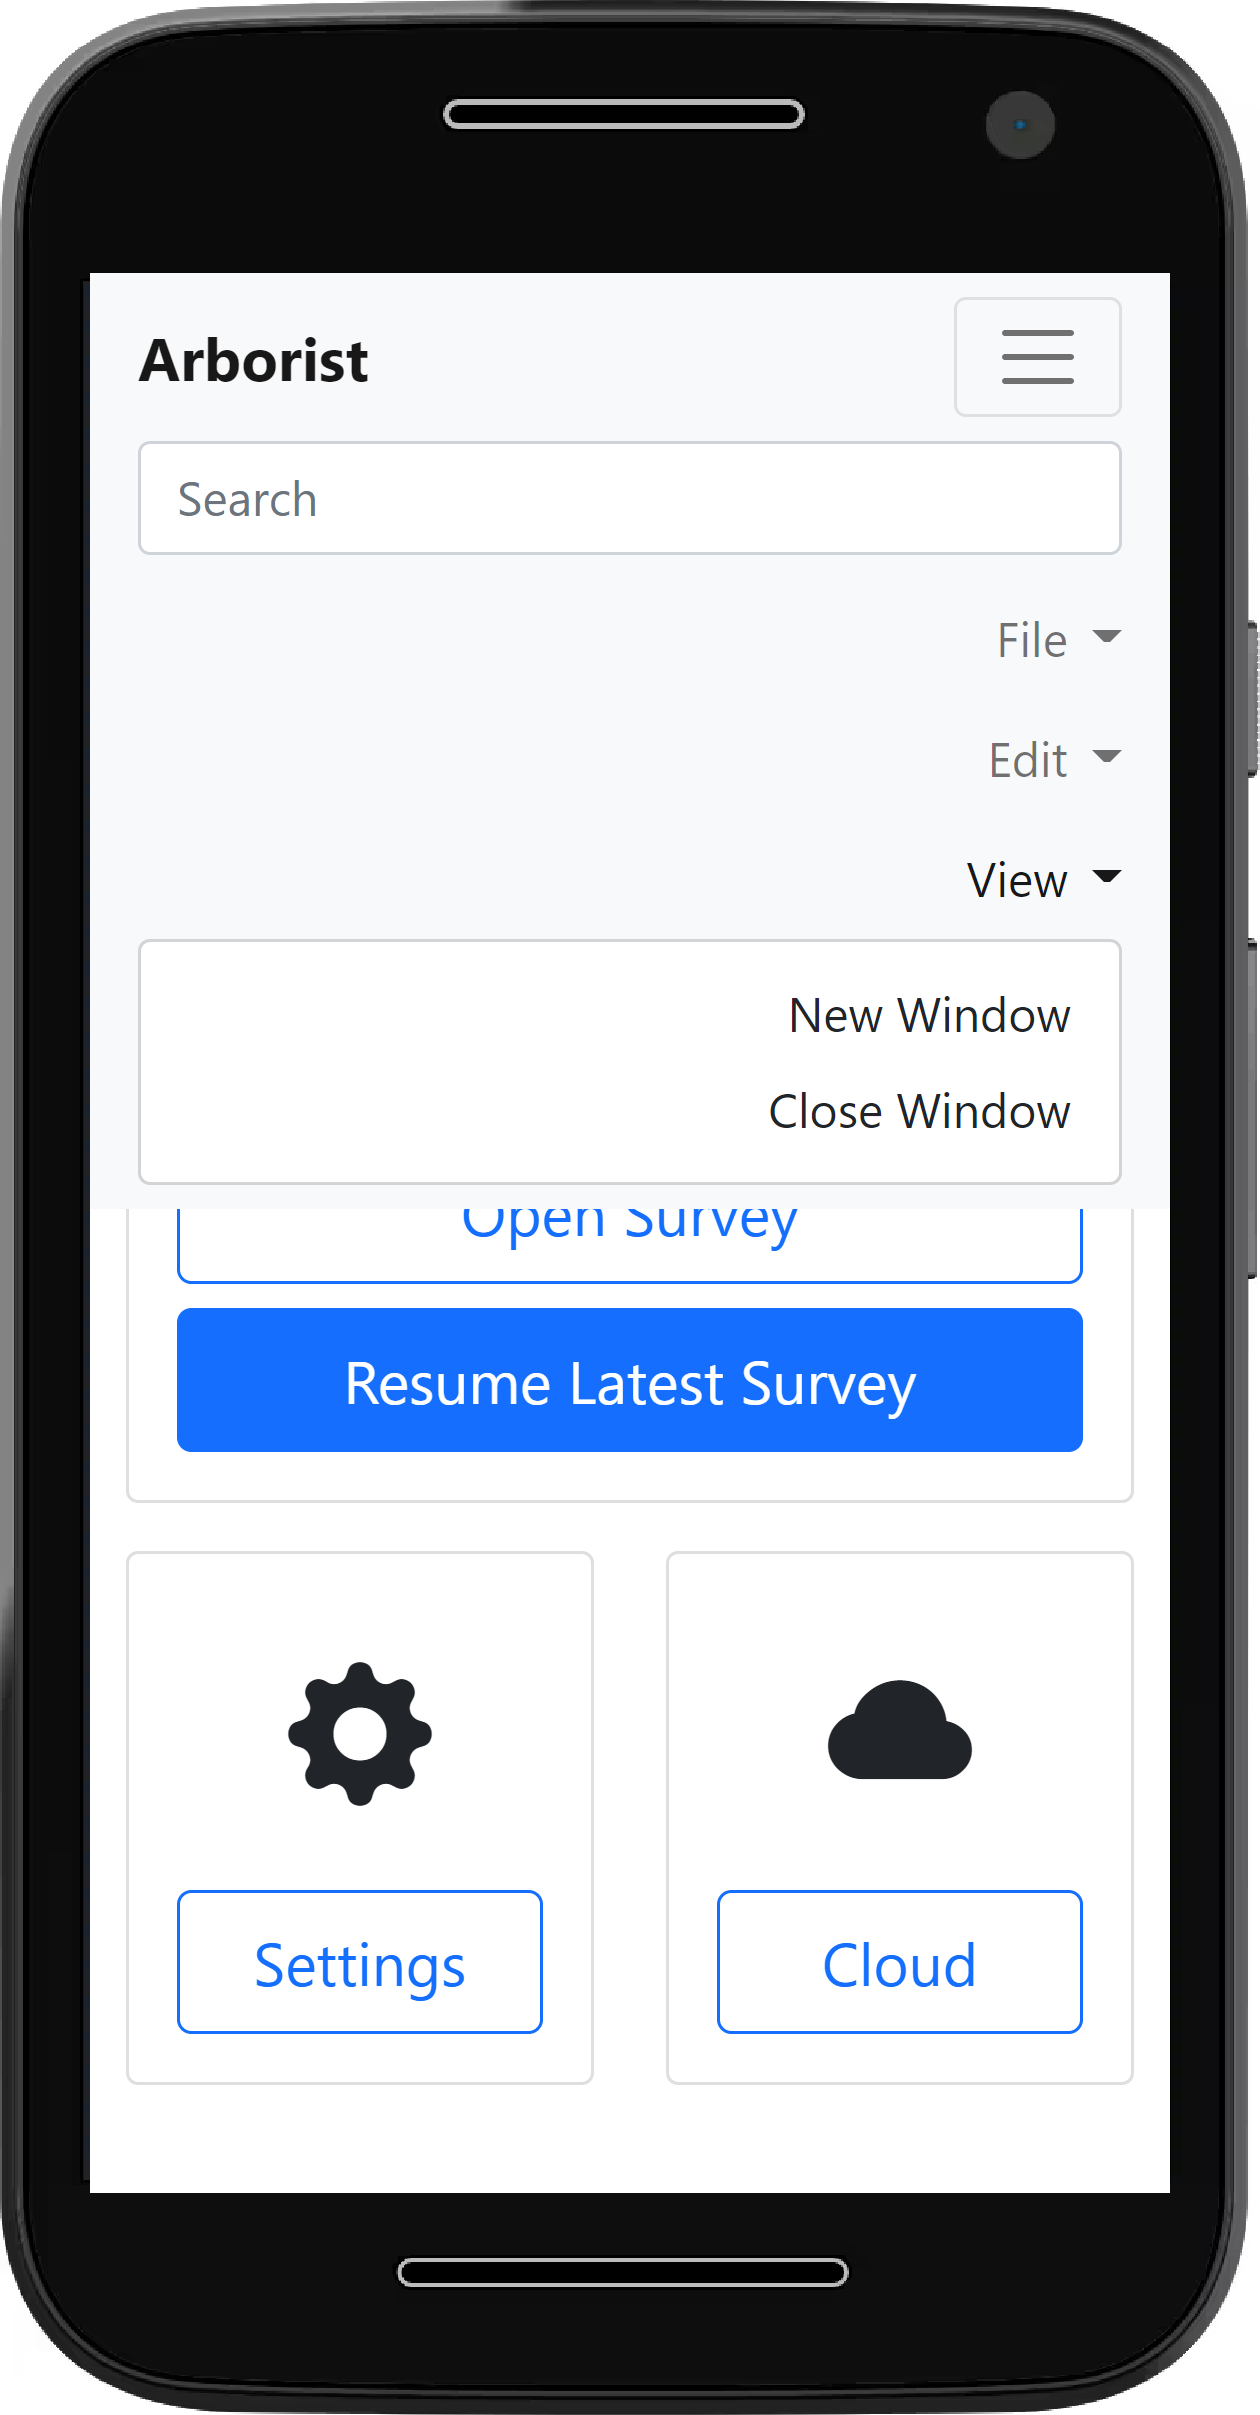 Arborist
Search
File
Edit
View
New Window
Close Window
Open Survey
Resume Latest Survey
Settings
Cloud